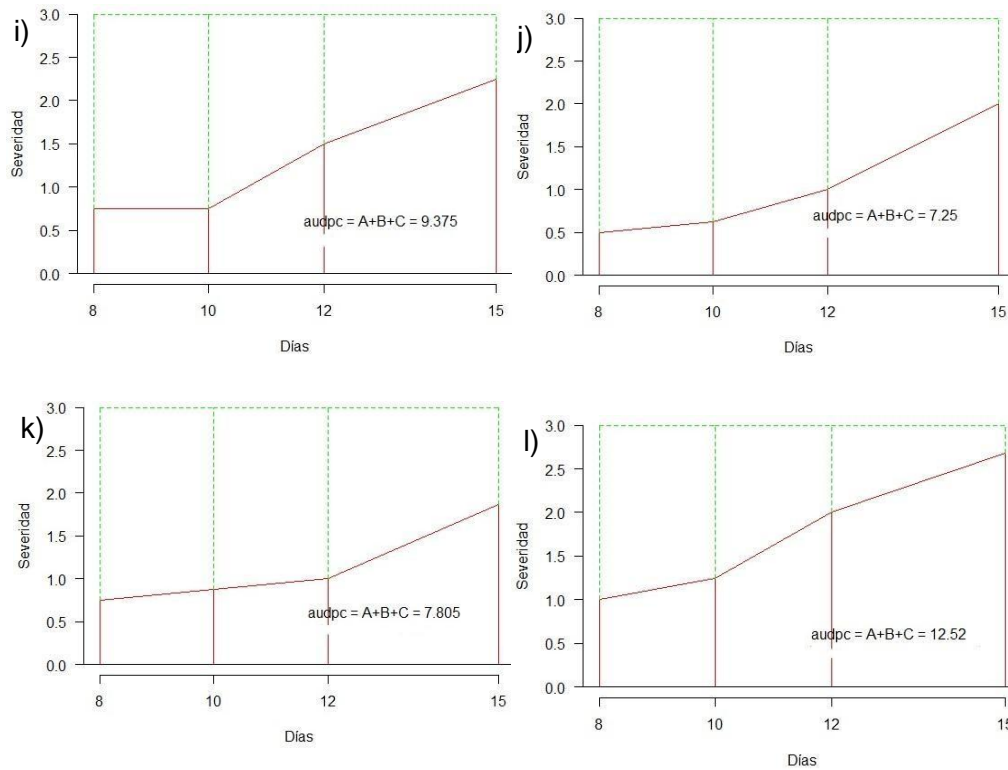 i)
3.0
2.5
2.0
1.5
1.0
0.5
0.0
Severidad
audpc = A+B+C = 9.375
8 10 12 15
Días
j)
3.0
2.5
2.0
1.5
1.0
0.5
0.0
Severidad
audpc = A+B+C = 7.25
8 10 12 15
Días
k)
3.0
2.5
2.0
1.5
1.0
0.5
0.0
Severidad
audpc = A+B+C = 7.805
8 10 12 15
Días
l)
3.0
2.5
2.0
1.5
1.0
0.5
0.0
Severidad
audpc = A+B+C = 12.52
8 10 12 15
Días